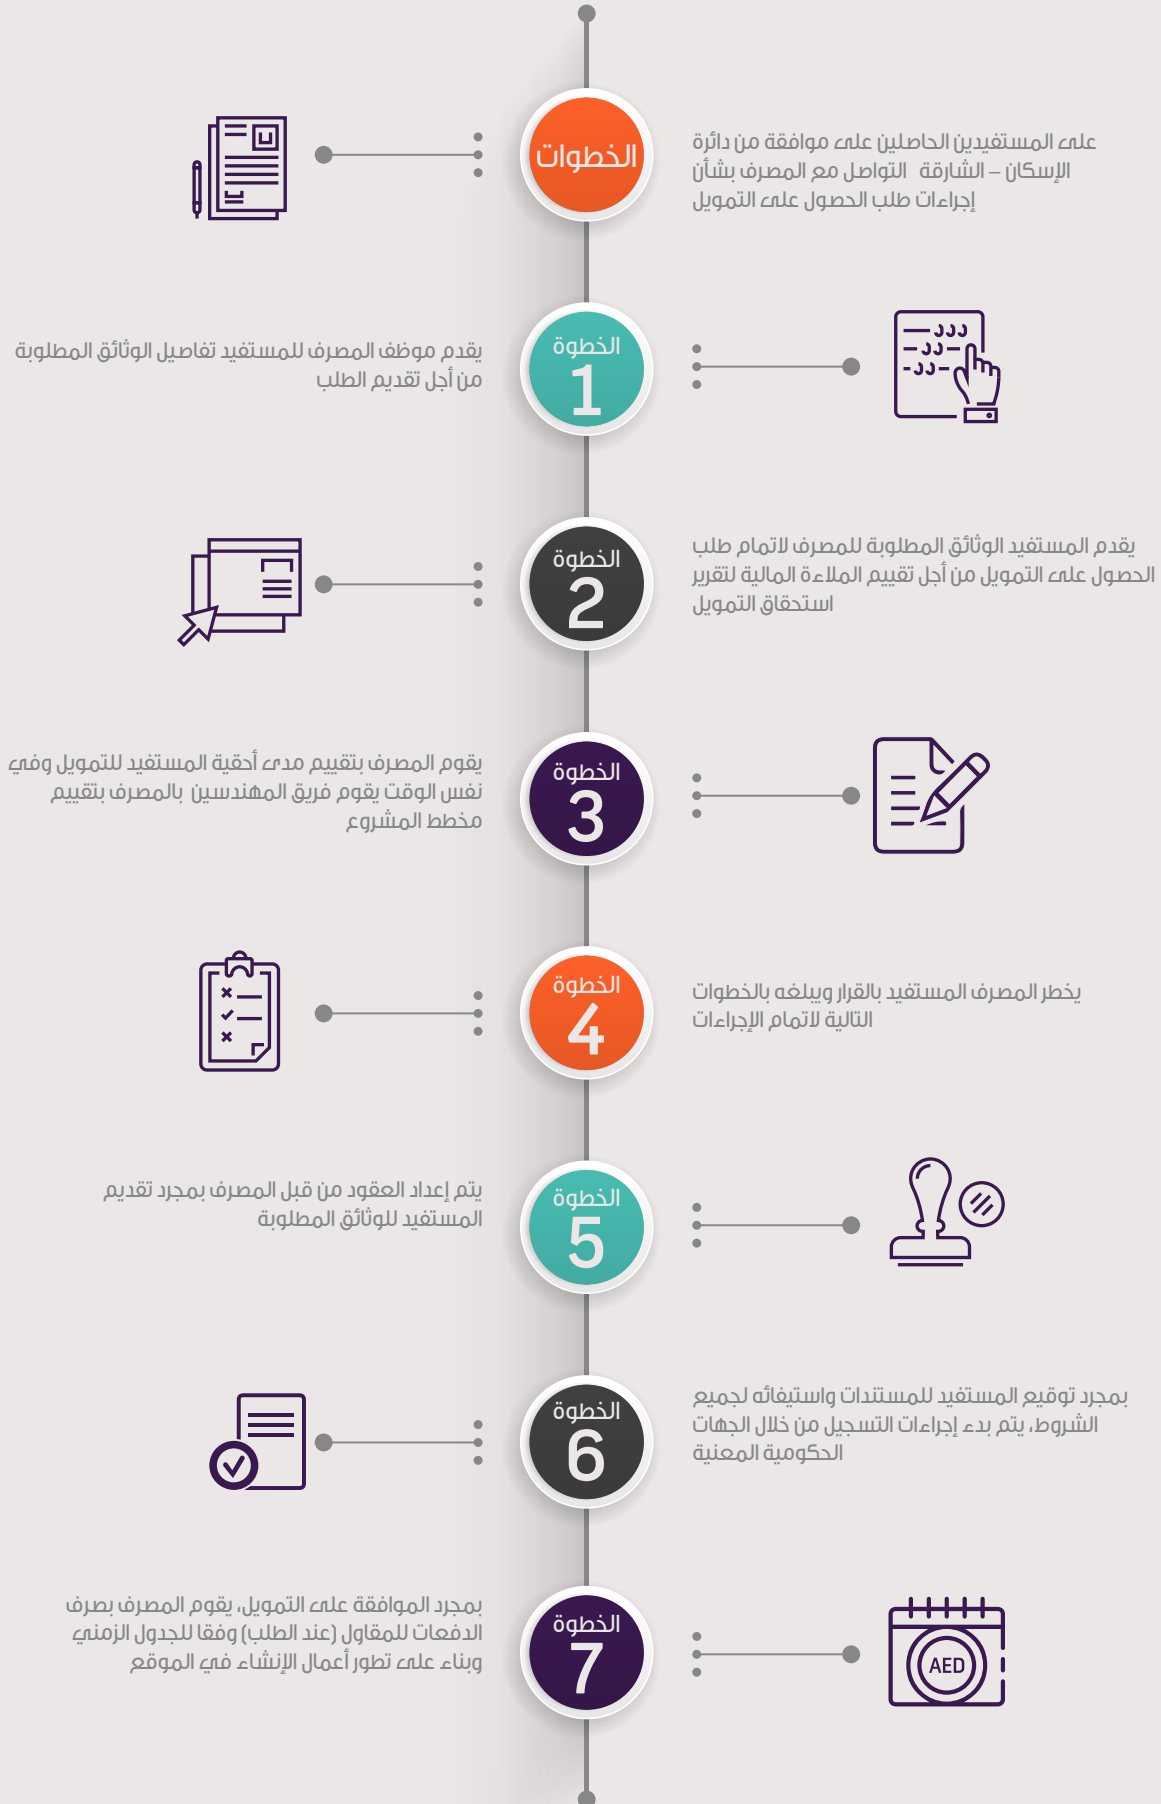 الخطوات
على المستفيدين الحاصلين على موافقة من دائرة
الإسكان – الشارقة التواصل مع المصرف بشأن
إجراءات طلب الحصول على التمويل
الخطوة
1
يقدم موظف المصرف للمستفيد تفاصيل الوثائق المطلوبة
من أجل تقديم الطلب
الخطوة
2
يقدم المستفيد الوثائق المطلوبة للمصرف لاتمام طلب
الحصول على التمويل من أجل تقييم الملاءة المالية لتقرير
استحقاق التمويل
الخطوة
3
يقوم المصرف بتقييم مدى أحقية المستفيد للتمويل وفي
نفس الوقت يقوم فريق المهندسين بالمصرف بتقييم
مخطط المشروع
الخطوة
4
يخطر المصرف المستفيد بالقرار ويبلغه بالخطوات
التالية لاتمام الإجراءات
الخطوة
5
يتم إعداد العقود من قبل المصرف بمجرد تقديم
المستفيد للوثائق المطلوبة
الخطوة
6
بمجرد توقيع المستفيد للمستندات واستيفائه لجميع
الشروط، يتم بدء إجراءات التسجيل من خلال الجهات
الحكومية المعنية
الخطوة
7
بمجرد الموافقة على التمويل، يقوم المصرف بصرف
الدفعات للمقاول (عند الطلب) وفقا للجدول الزمني
وبناء على تطور أعمال الإنشاء في الموقع
AED